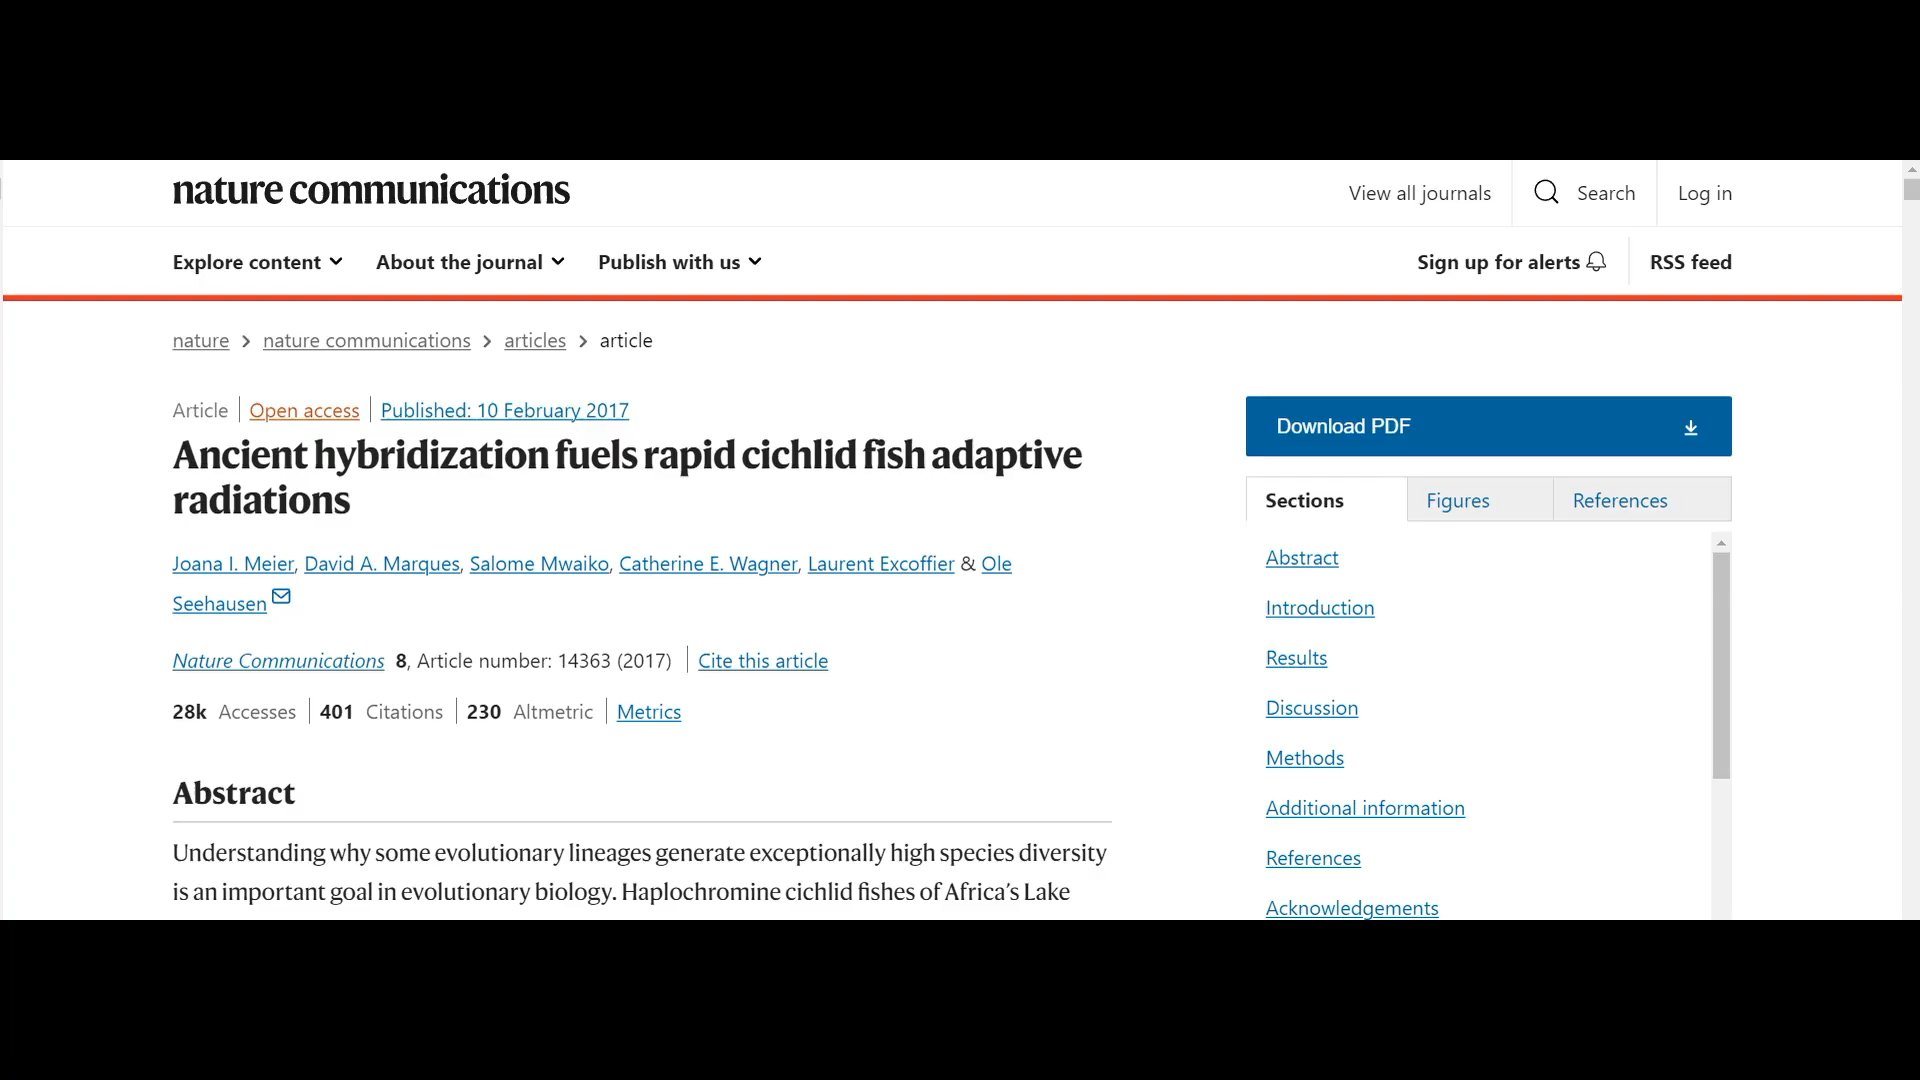 nature communications
View all journals Search Log in
Explore content About the journal Publish with us Sign up for alerts RSS feed
nature > nature communications > articles > article
Article Open access Published: 10 February 2017
Ancient hybridization fuels rapid cichlid fish adaptive
radiations
Joana I. Meier, David A. Marques, Salome Mwaiko, Catherine E. Wagner, Laurent Excoffier & Ole
Seehausen
Nature Communications 8, Article number: 14363 (2017) Cite this article
28k Accesses 401 Citations 230 Altmetric Metrics
Abstract
Understanding why some evolutionary lineages generate exceptionally high species diversity
is an important goal in evolutionary biology. Haplochromine cichlid fishes of Africa’s Lake
Download PDF
Sections Figures References
Abstract
Introduction
Results
Discussion
Methods
Additional information
References
Acknowledgements